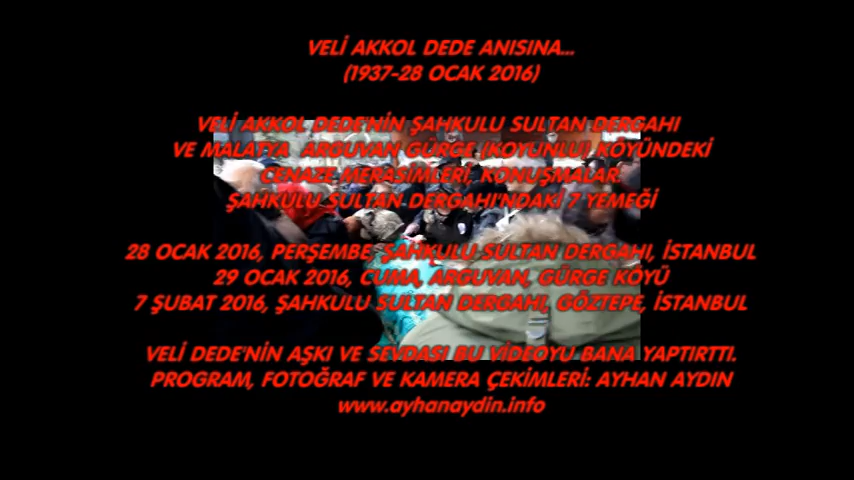 VELİ AKKOL DEDE ANISINA...
(1937-28 OCAK 2016)
VELİ AKKOL DEDE'NİN ŞAHKULU SULTAN DERGAHI
VE MALATYA ARGUVAN GÜRGE (KOYUNLU) KÖYÜNDEKİ
CENAZE MERASİMLERİ, KONUŞMALAR
ŞAHKULU SULTAN DERGAHI'NDAKİ 7 YEMEĞİ
28 OCAK 2016, PERŞEMBE ŞAHKULU SULTAN DERGAHI, İSTANBUL
29 OCAK 2016, CUMA, ARGUVAN, GÜRGE KÖYÜ
7 ŞUBAT 2016, ŞAHKULU SULTAN DERGAHI, GÖZTEPE, İSTANBUL
VELİ DEDE'NİN AŞKI VE SEVDASI BU VİDEOYU BANA YAPTIRTTI.
PROGRAM, FOTOĞRAF VE KAMERA ÇEKİMLERİ: AYHAN AYDIN
www.ayhanaydin.info